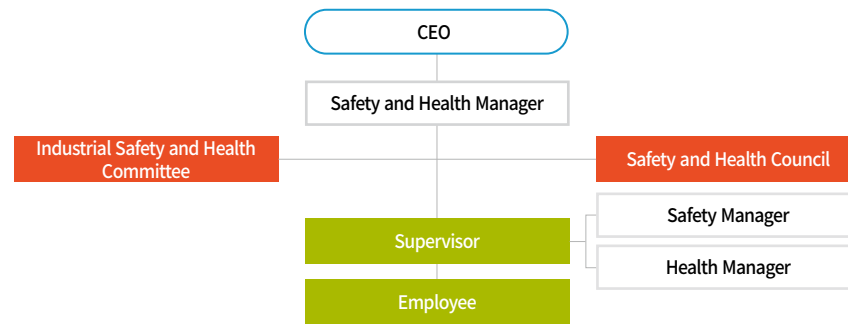 CEO
Safety and Health Manager
Industrial Safety and Health
Committee
Safety and Health Council
Safety Manager
Supervisor
Health Manager
Employee